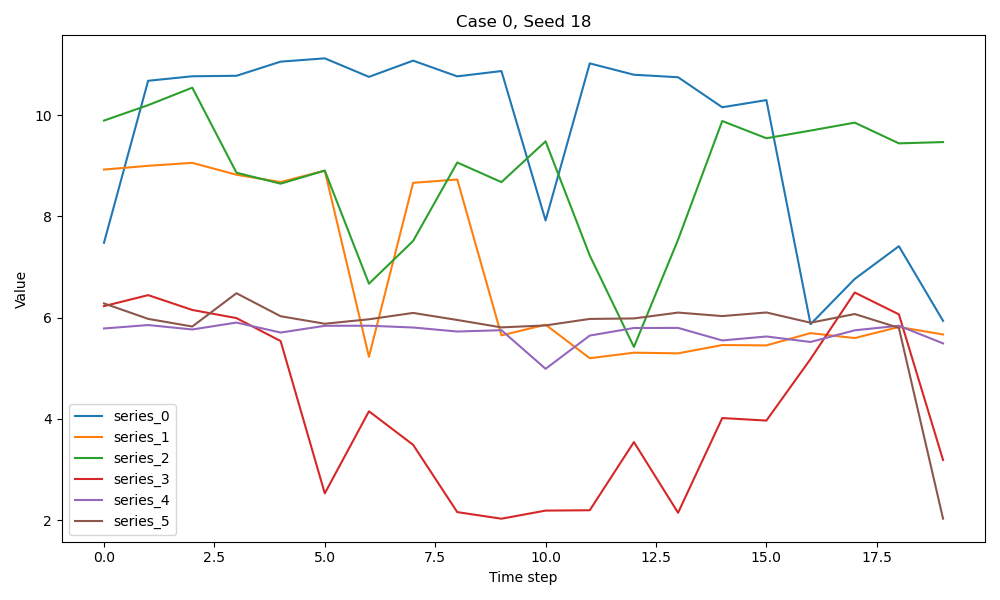 Case 0, Seed 18
Value
10
8
6
4
2
series_0
series_1
series_2
series_3
series_4
series_5
0.0 2.5 5.0 7.5 10.0 12.5 15.0 17.5
Time step